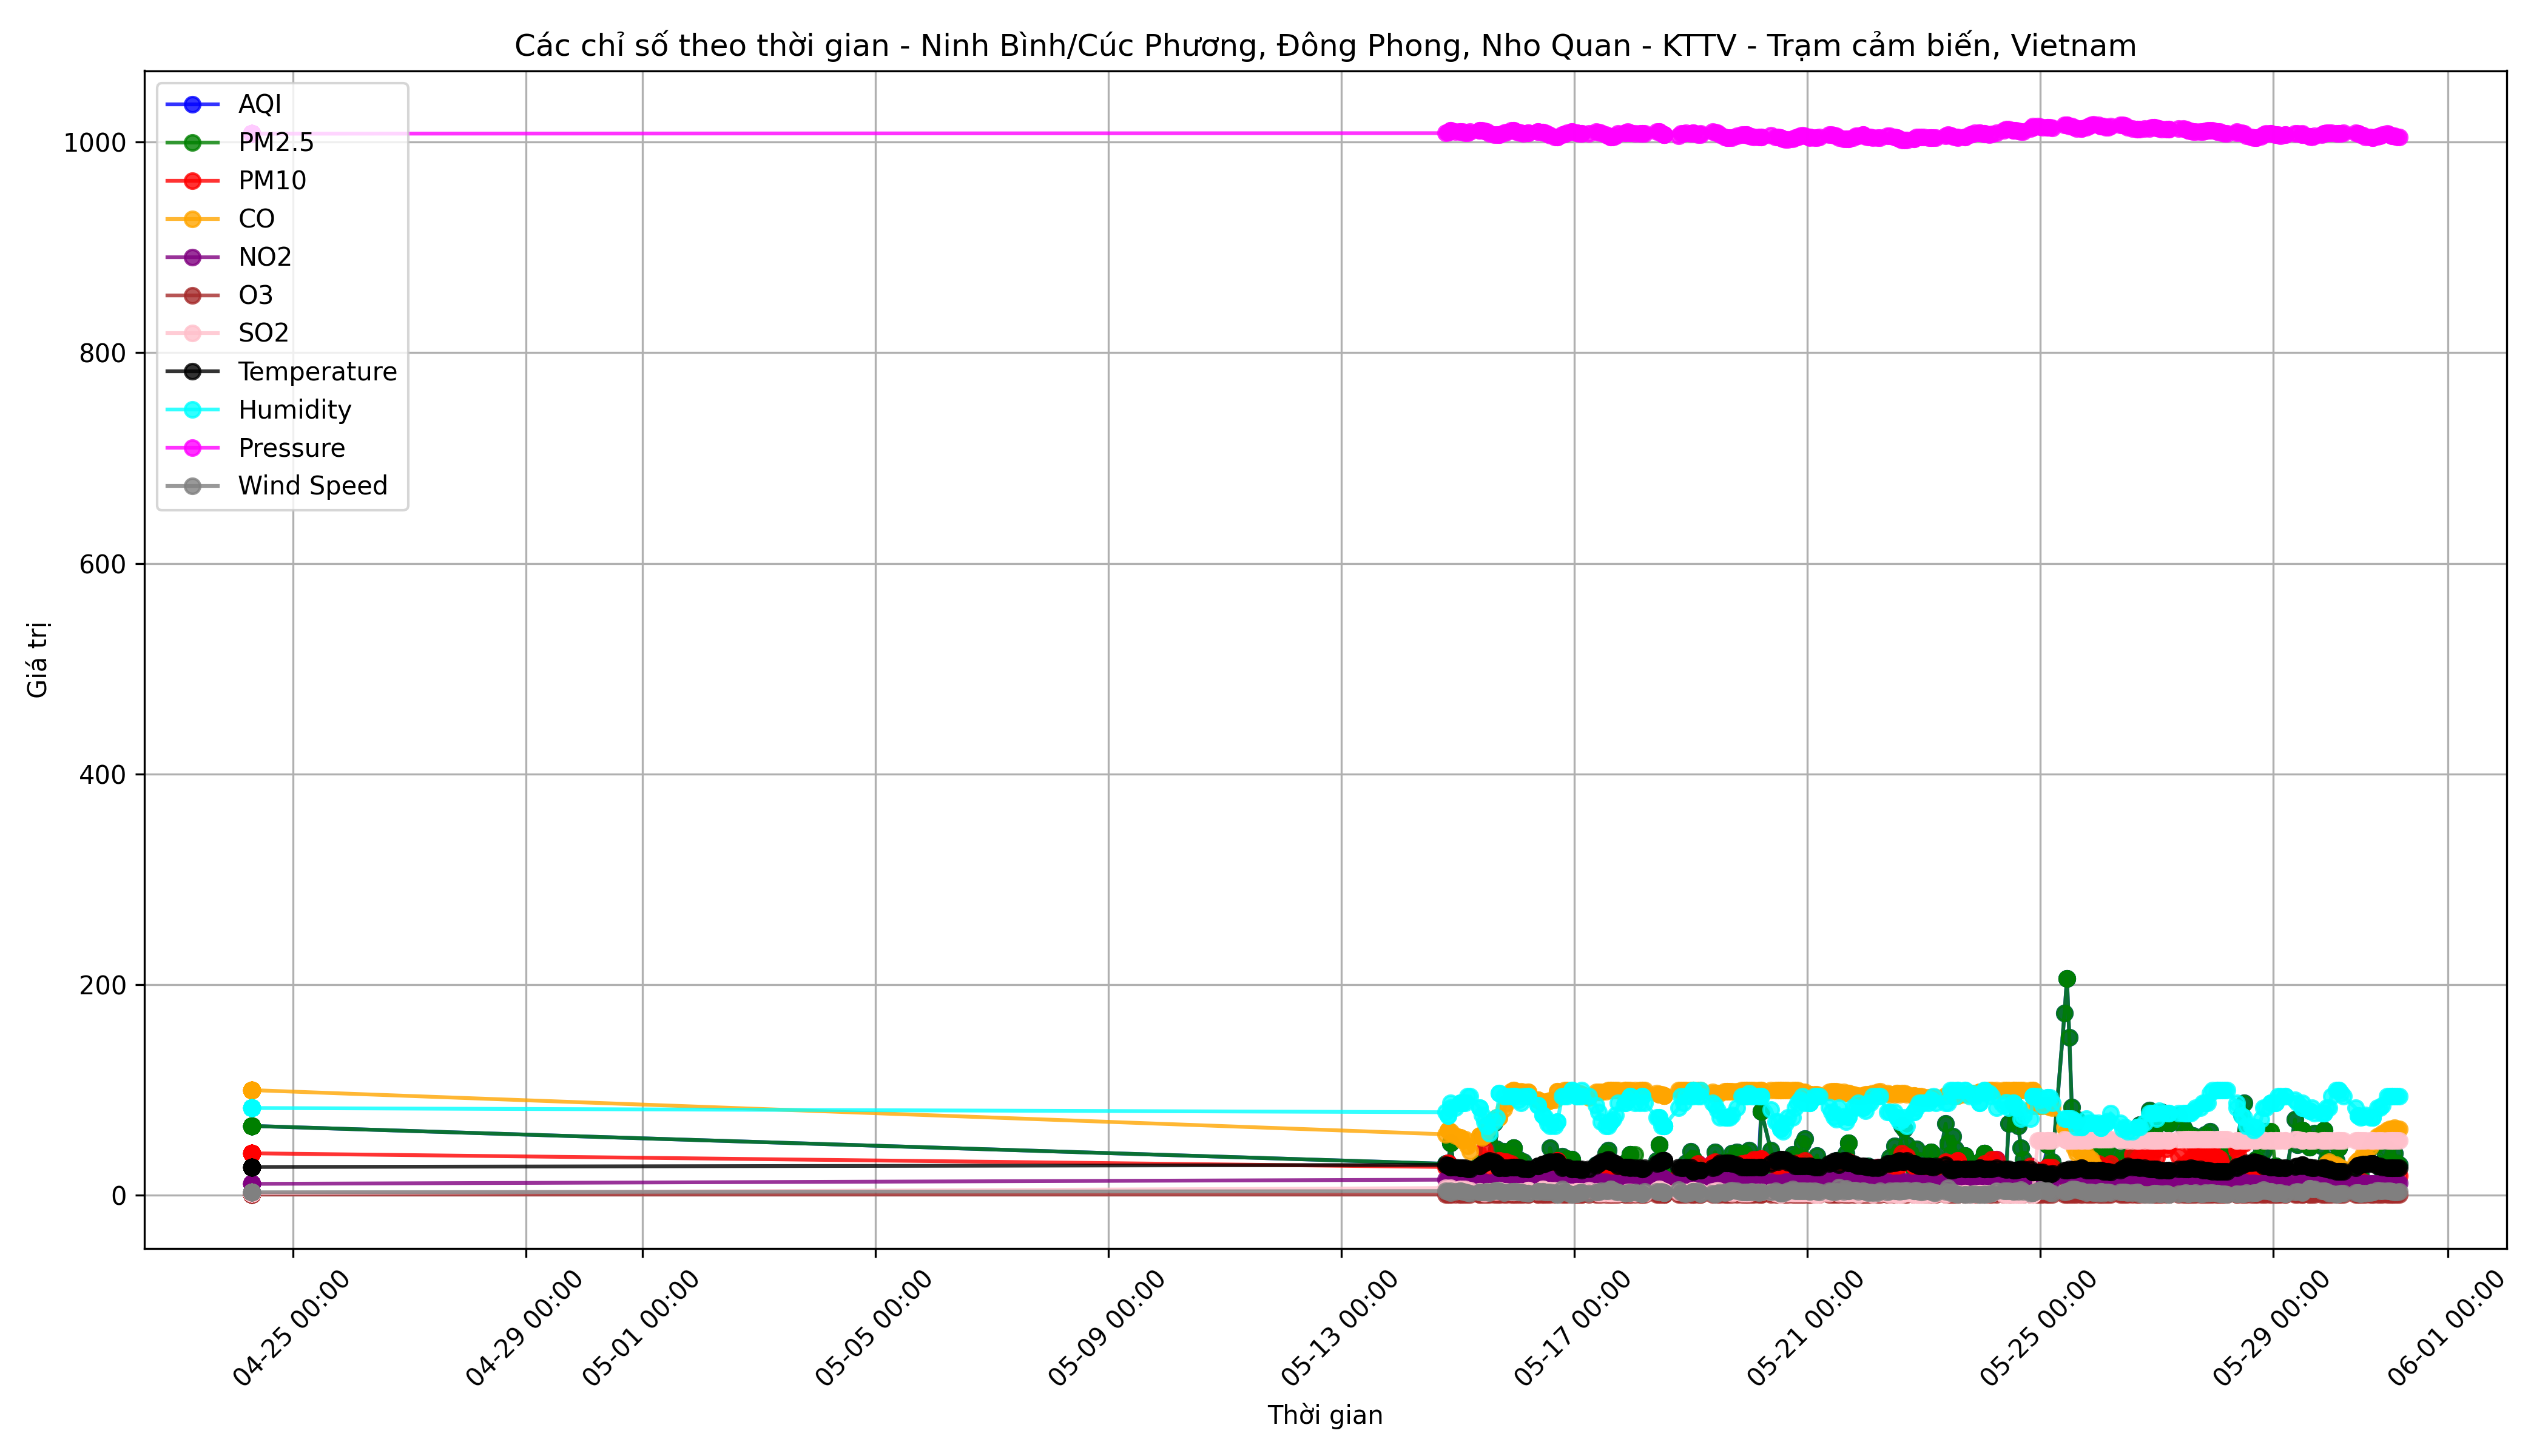 Các chỉ số theo thời gian - Ninh Bình/Cúc Phương, Đông Phong, Nho Quan - KTTV - Trạm cảm biến, Vietnam
AQI
PM2.5
PM10
CO
NO2
O3
SO2
Temperature
Humidity
Pressure
Wind Speed
Giá trị
1000
800
600
400
200
0
04-25 00:00
04-29 00:00
05-01 00:00
05-05 00:00
05-09 00:00
05-13 00:00
05-17 00:00
05-21 00:00
05-25 00:00
05-29 00:00
06-01 00:00
Thời gian